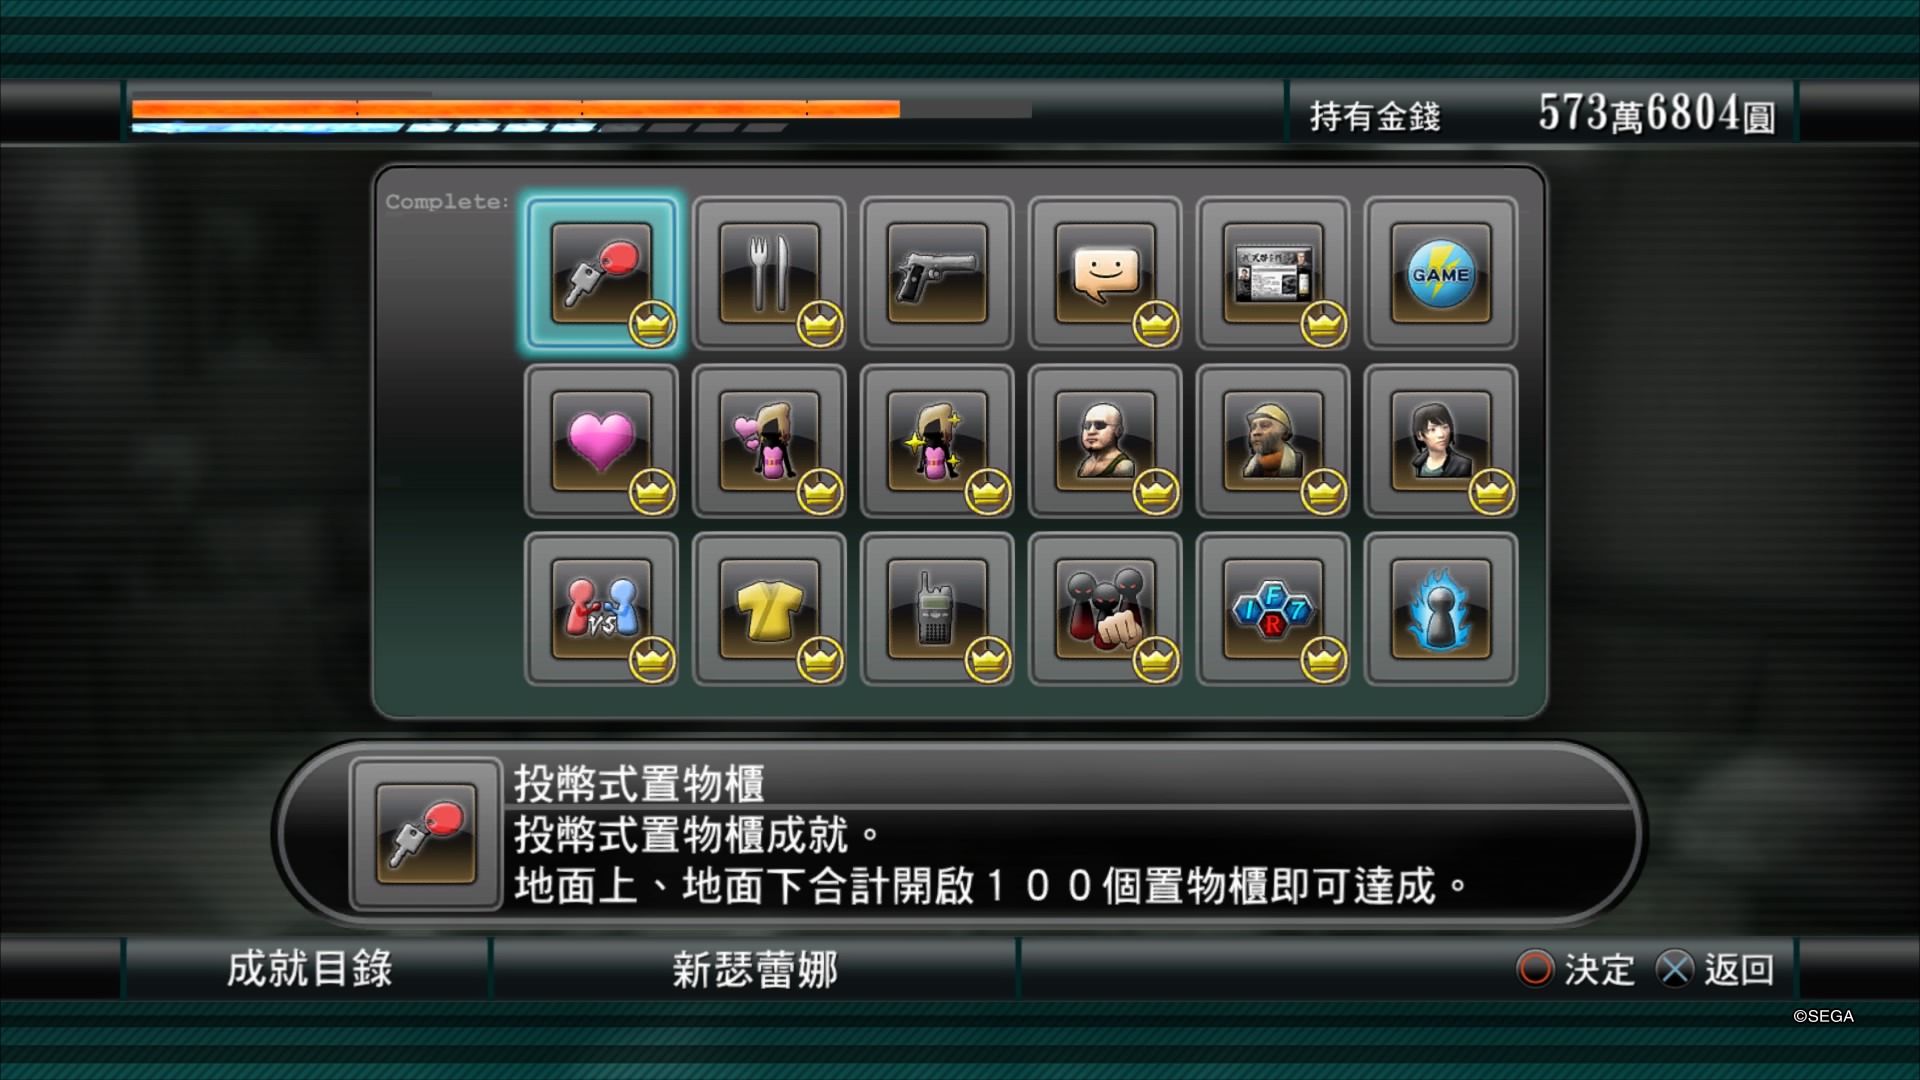 持有金錢 573萬6804圓
Complete:
GAME
VS
F
I 7
R
投幣式置物櫃
投幣式置物櫃成就。
地面上、地面下合計開啟１００個置物櫃即可達成。
成就目錄 新瑟蕾娜 決定 返回
©SEGA